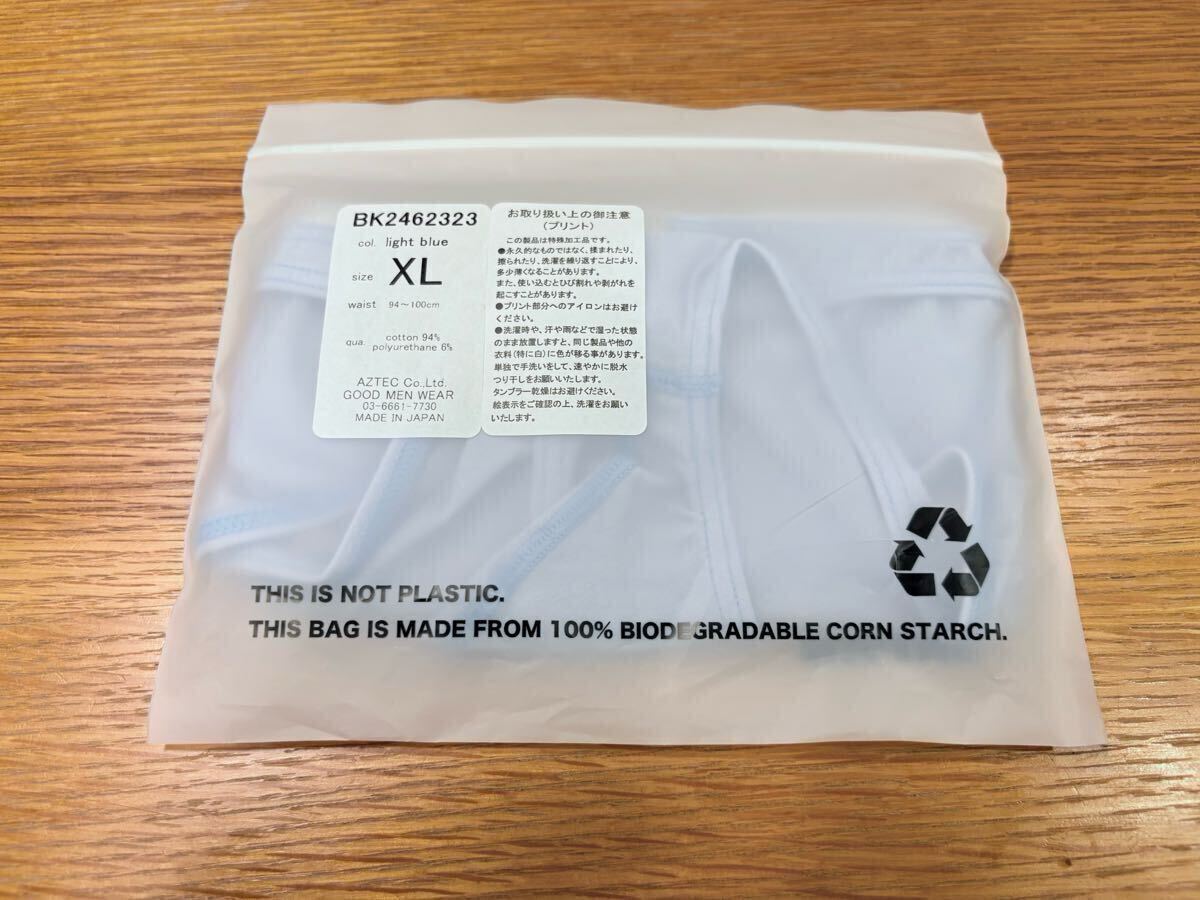 BK2462323
col. light blue
size XL
waist 94～100cm
qua. cotton 94%
polyurethane 6%
AZTEC Co.,Ltd.
GOOD MEN WEAR
03-6661-7730
MADE IN JAPAN
お取り扱い上の御注意
(プリント)
この製品は特殊加工品です。
●永久的なものではなく、揉まれたり、
擦られたり、洗濯を繰り返すことにより、
多少薄くなることがあります。
また、使い込むとひび割れや剥がれを
起こすことがあります。
●プリント部分へのアイロンはお避け
ください。
●洗濯時や、汗や雨などで湿った状態
のまま放置しますと、同じ製品や他の
衣料(特に白)に色が移る事があります。
単独で手洗いをして、速やかに脱水
つり干しをお願いいたします。
タンブラー乾燥はお避けください。
絵表示をご確認の上、洗濯をお願い
いたします。
THIS IS NOT PLASTIC.
THIS BAG IS MADE FROM 100% BIODEGRADABLE CORN STARCH.